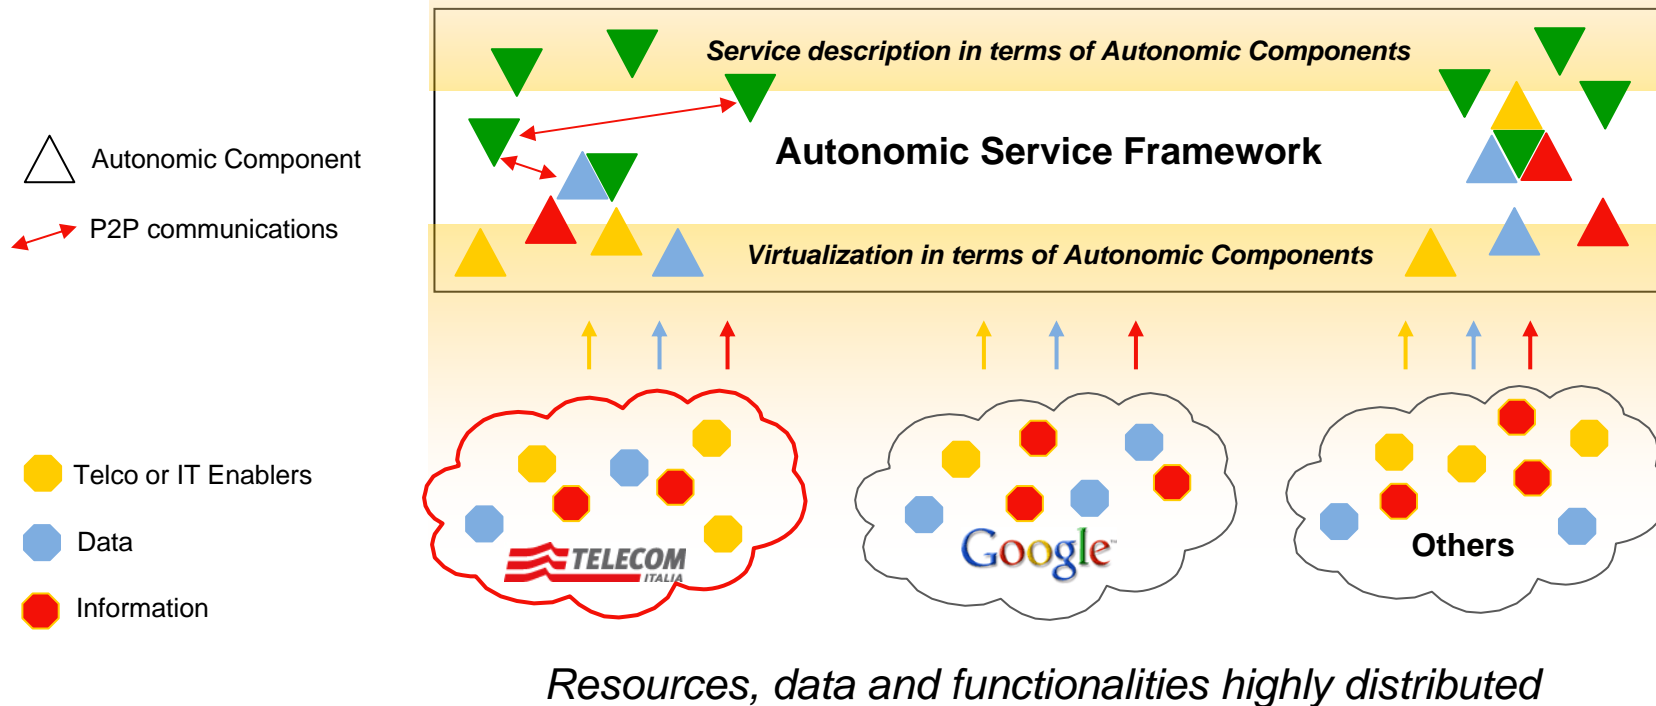 Service description in terms of Autonomic Components
Autonomic Service Framework
Virtualization in terms of Autonomic Components
Autonomic Component
P2P communications
Telco or IT Enablers
Data
Information
TELECOM
ITALIA
Google™
Others
Resources, data and functionalities highly distributed